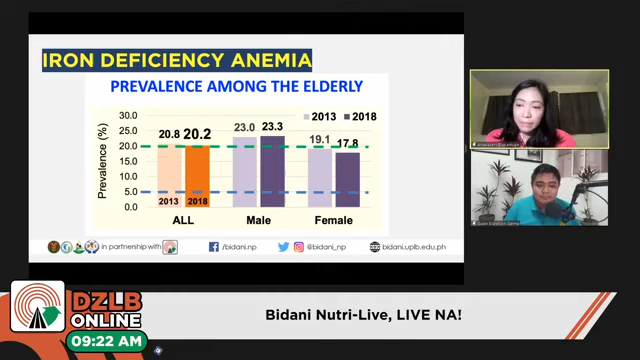 IRON DEFICIENCY ANEMIA
PREVALENCE AMONG THE ELDERLY
2013 2018
Prevalence (%)
30.0
25.0
20.0
15.0
10.0
5.0
0.0
20.8 20.2
23.0 23.3
19.1 17.8
2013 2018
ALL Male Female
in partnership with
/bidani.np
@bidani_np
bidani.uplb.edu.ph
DZLB
ONLINE
09:22 AM
Bidani Nutri-Live, LIVE NA!